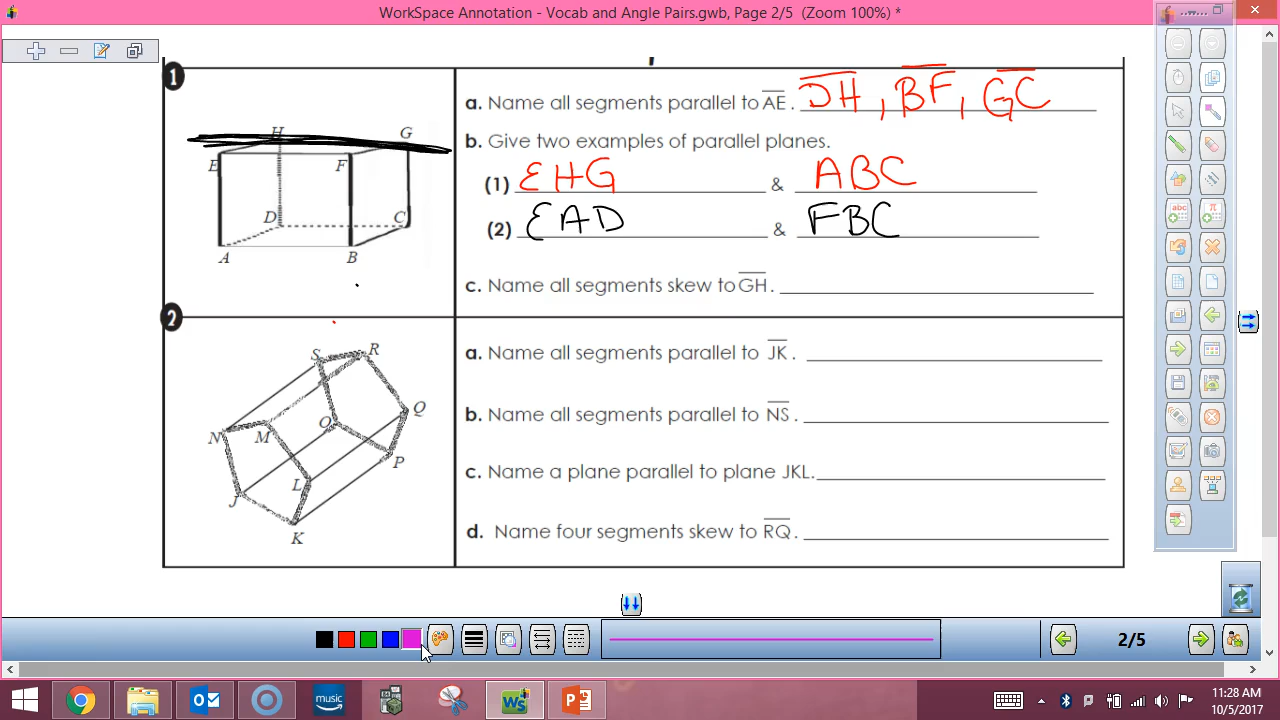 WorkSpace Annotation - Vocab and Angle Pairs.gwb, Page 2/5 (Zoom 100%) *
1
a. Name all segments parallel to AE. DH, BF, GC
b. Give two examples of parallel planes.
(1) EHG & ABC
(2) EAD & FBC
c. Name all segments skew to GH.
H G
E F
D C
A B
2
a. Name all segments parallel to JK.
b. Name all segments parallel to NS.
c. Name a plane parallel to plane JKL.
d. Name four segments skew to RQ.
S R
Q
N M O
P
L
J
K
abc
π
2/5
music
WS
11:28 AM
10/5/2017